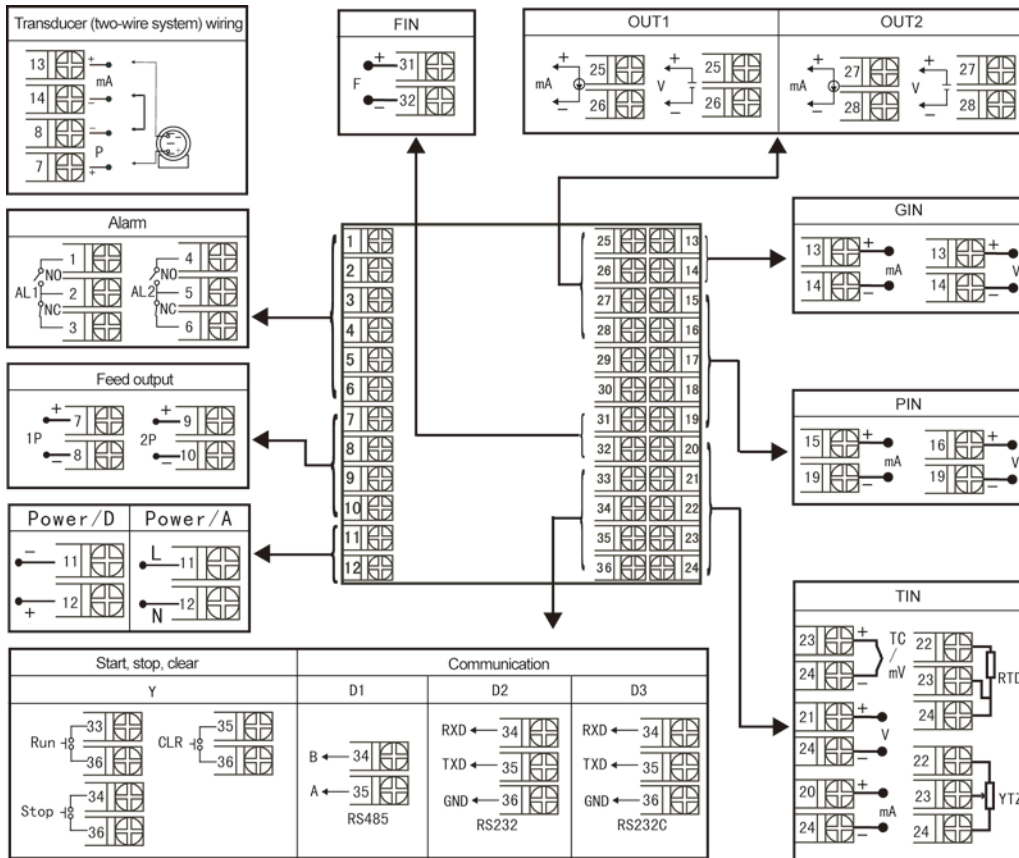 Transducer (two-wire system) wiring
13 +
mA
14 −
8 −
P
7 +
FIN
+ 31
F
− 32
OUT1
OUT2
+ 25
mA
− 26
+ 25
V
− 26
+ 27
mA
− 28
+ 27
V
− 28
Alarm
1
NO
AL1 2
NC
3
4
NO
AL2 5
NC
6
Feed output
+ 7
1P
− 8
+ 9
2P
− 10
Power/D
Power/A
− 11
+ 12
L 11
N 12
1
2
3
4
5
6
7
8
9
10
11
12
25 13
26 14
27 15
28 16
29 17
30 18
31 19
32 20
33 21
34 22
35 23
36 24
GIN
13 +
mA
14 −
13 +
V
14 −
PIN
15 +
mA
19 −
16 +
V
19 −
TIN
23 + TC
/
24 − mV
21 +
V
24 −
20 +
mA
24 −
22
23 RTD
24
22
23 YTZ
24
Start, stop, clear
Communication
Y
D1
D2
D3
33
Run
36
35
CLR
36
34
Stop
36
B 34
A 35
RS485
RXD 34
TXD 35
GND 36
RS232
RXD 34
TXD 35
GND 36
RS232C